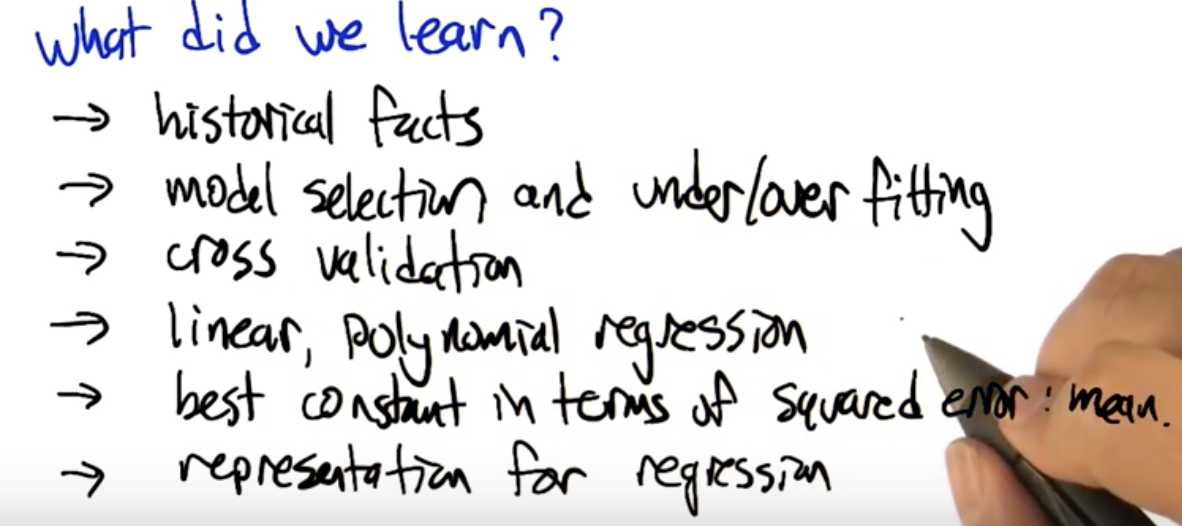 what did we learn?
→ historical facts
→ model selection and under/over fitting
→ cross validation
→ linear, polynomial regression
→ best constant in terms of squared error: mean.
→ representation for regression